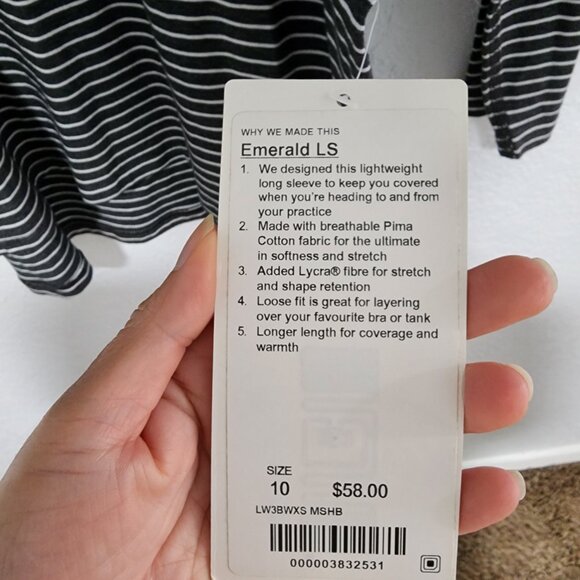 WHY WE MADE THIS
Emerald LS
1. We designed this lightweight
long sleeve to keep you covered
when you're heading to and from
your practice
2. Made with breathable Pima
Cotton fabric for the ultimate
in softness and stretch
3. Added Lycra® fibre for stretch
and shape retention
4. Loose fit is great for layering
over your favourite bra or tank
5. Longer length for coverage and
warmth
SIZE
10 $58.00
LW3BWXS MSHB
000003832531